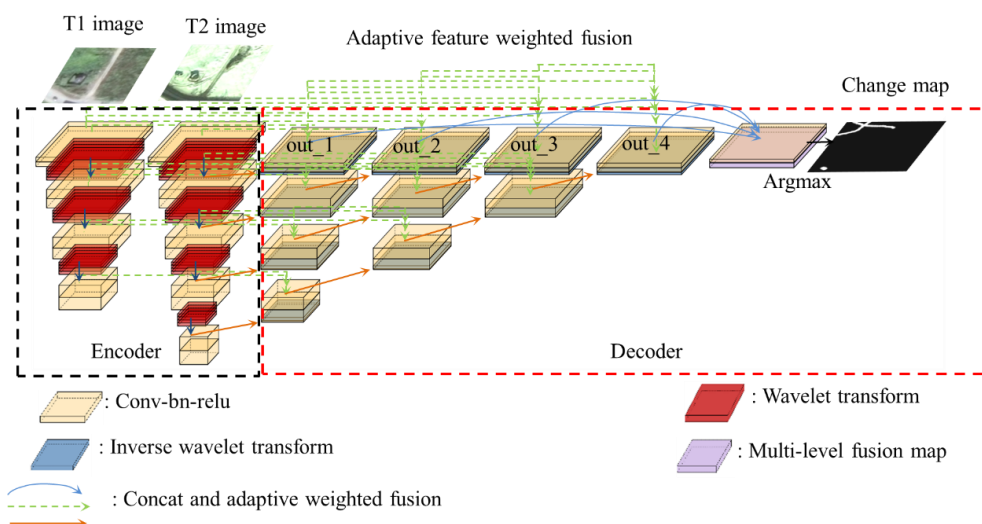 T1 image
T2 image
Adaptive feature weighted fusion
Change map
out_1
out_2
out_3
out_4
Argmax
Encoder
Decoder
: Conv-bn-relu
: Wavelet transform
: Inverse wavelet transform
: Multi-level fusion map
: Concat and adaptive weighted fusion